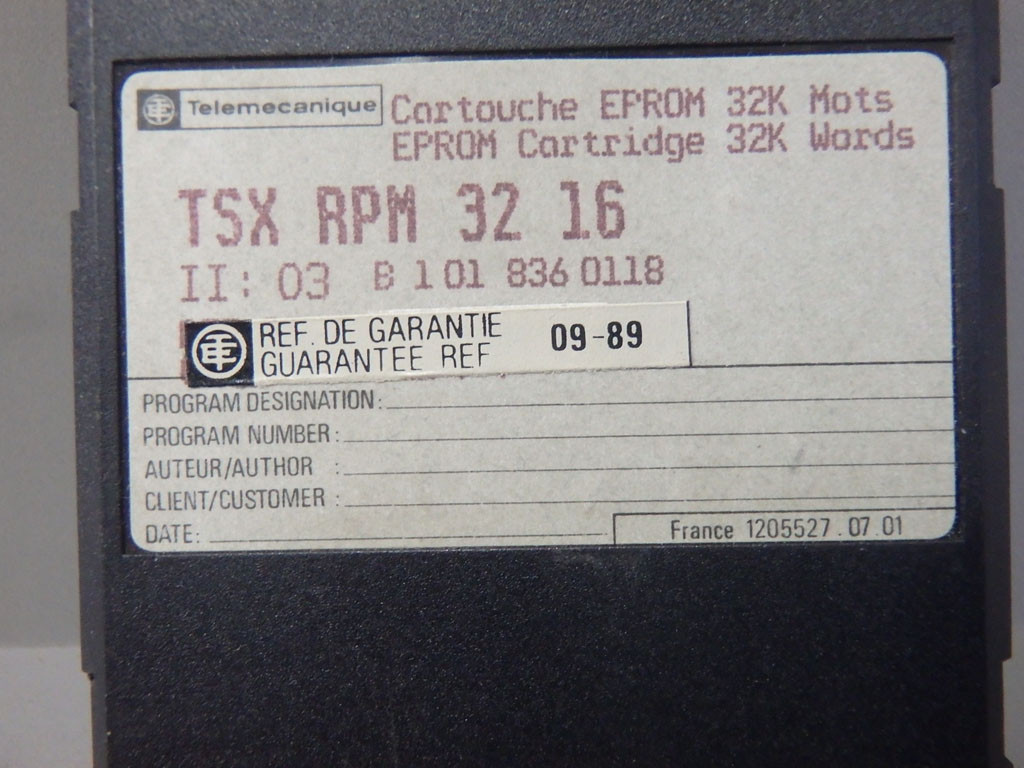 Telemecanique
Cartouche EPROM 32K Mots
EPROM Cartridge 32K Words
TSX RPM 32 16
II: 03 B 1 01 836 0118
REF. DE GARANTIE 09-89
GUARANTEE REF
PROGRAM DESIGNATION:
PROGRAM NUMBER:
AUTEUR/AUTHOR :
CLIENT/CUSTOMER :
DATE:
France 1205527.07.01